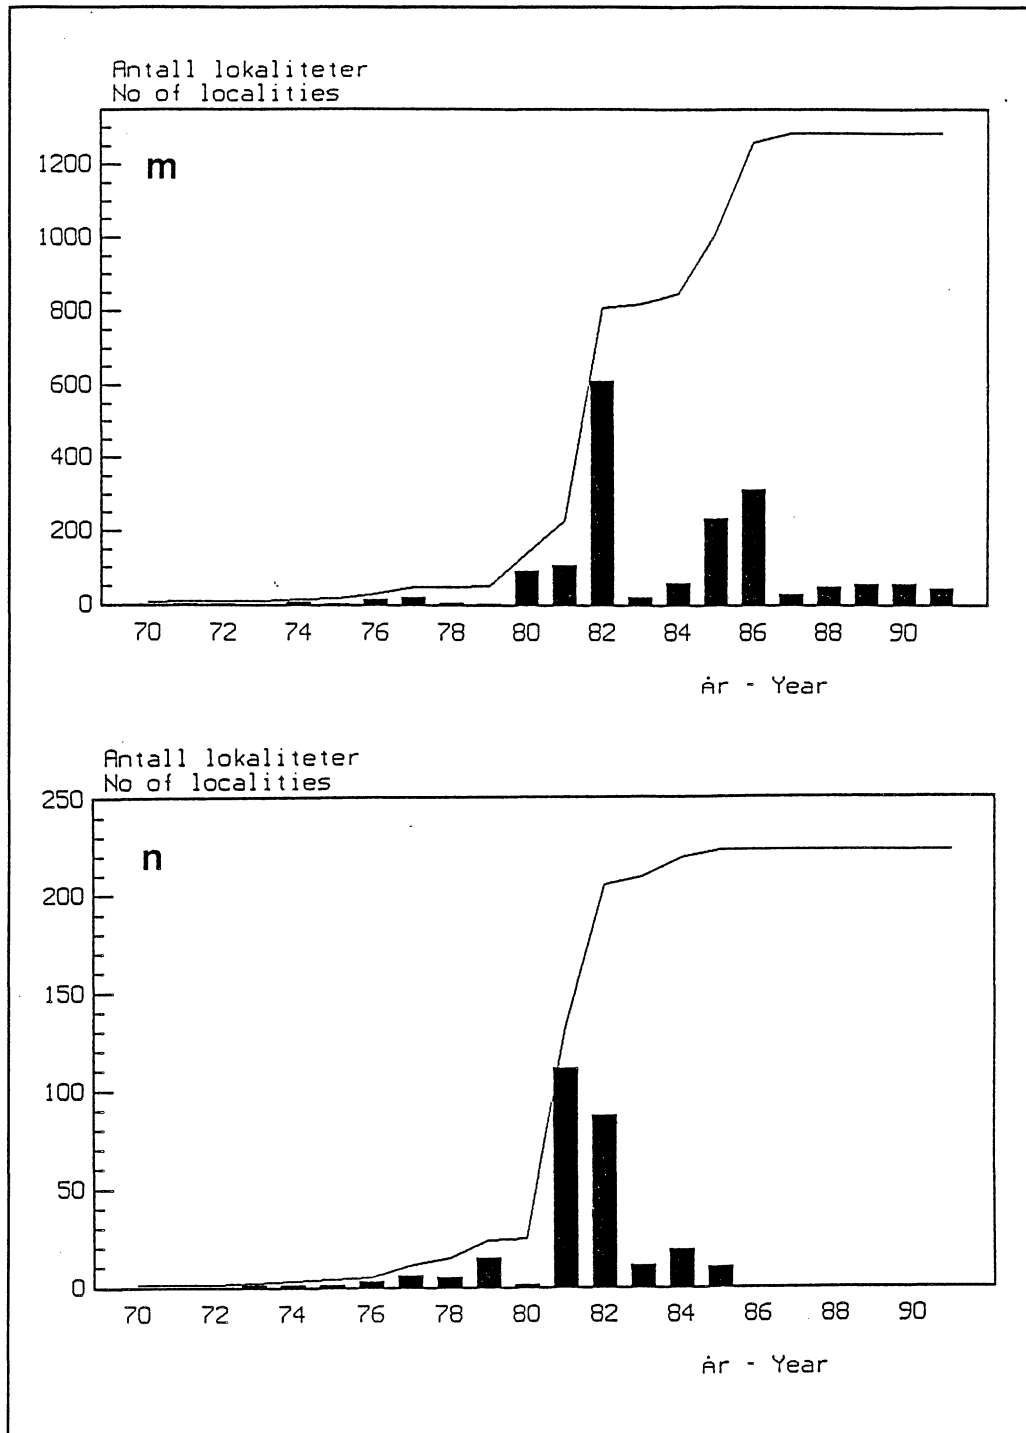 Antall lokaliteter
No of localities
m
1200
1000
800
600
400
200
0
70 72 74 76 78 80 82 84 86 88 90
År - Year
Antall lokaliteter
No of localities
n
250
200
150
100
50
0
70 72 74 76 78 80 82 84 86 88 90
År - Year